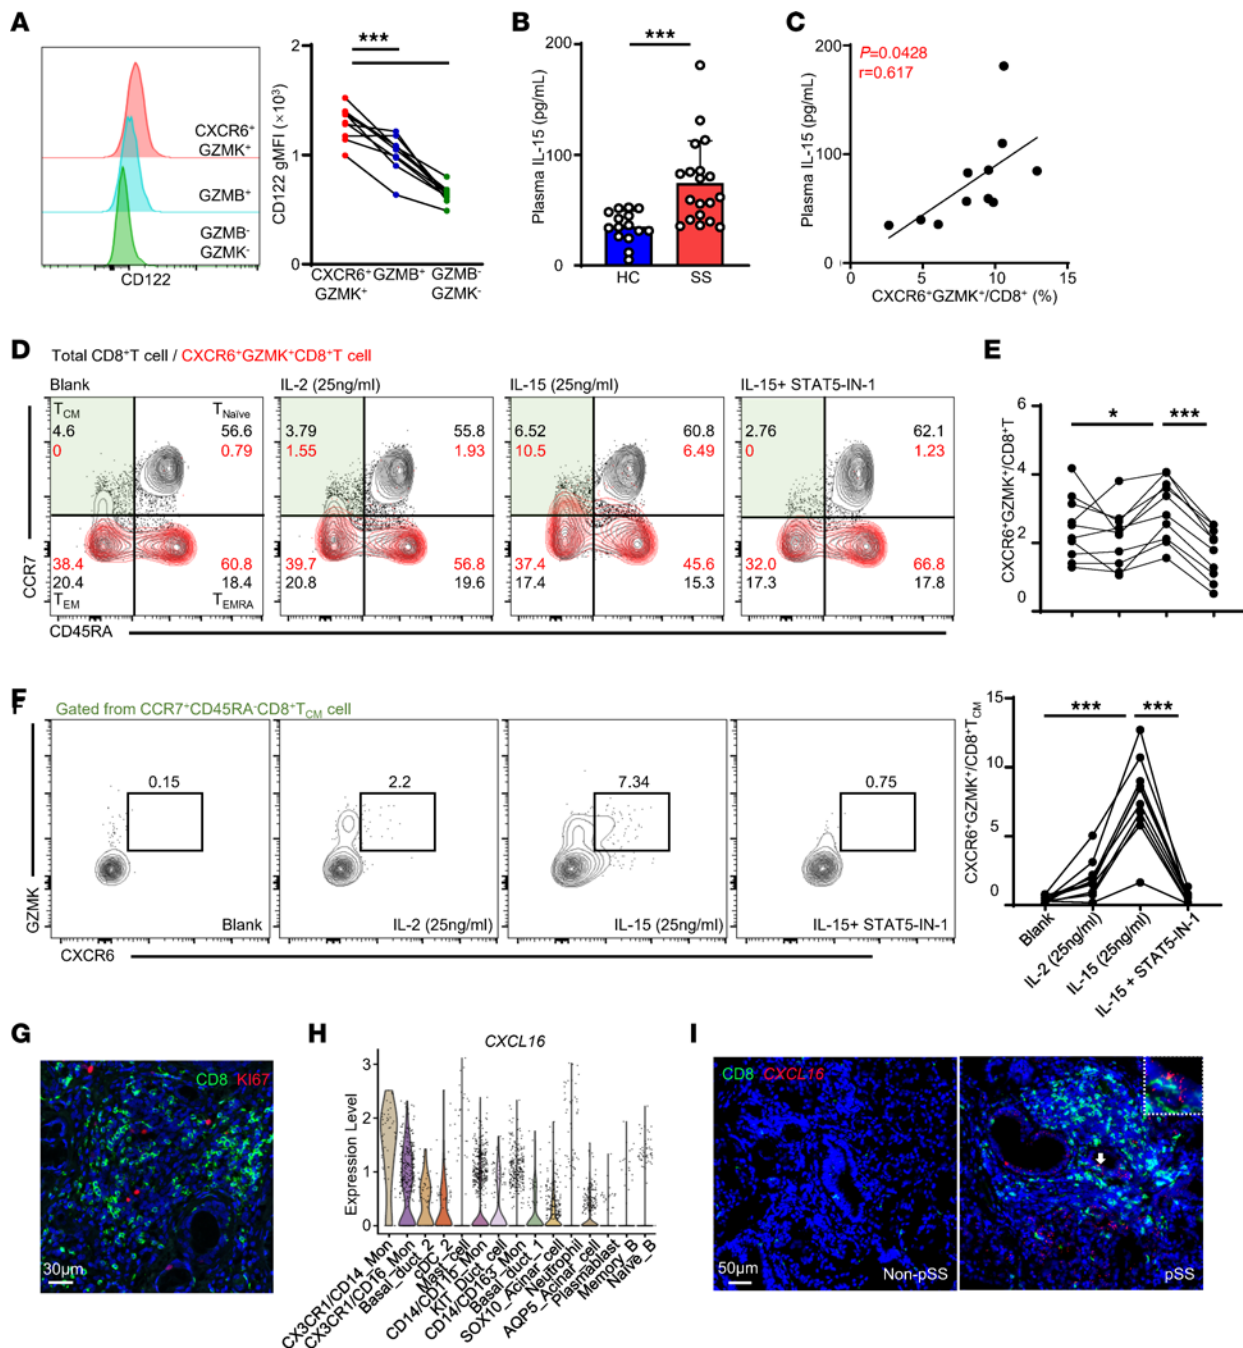 A
CXCR6⁺
GZMK⁺
GZMB⁺
GZMB⁻
GZMK⁻
CD122
CD122 gMFI (×10³)
2
1
0
***
CXCR6⁺GZMB⁺ GZMB⁻
GZMK⁺ GZMK⁻
B
Plasma IL-15 (pg/mL)
200
100
0
***
HC SS
C
Plasma IL-15 (pg/mL)
200
100
0
P=0.0428
r=0.617
0 5 10 15
CXCR6⁺GZMK⁺/CD8⁺ (%)
D
Total CD8⁺T cell / CXCR6⁺GZMK⁺CD8⁺T cell
Blank IL-2 (25ng/ml) IL-15 (25ng/ml) IL-15+ STAT5-IN-1
TCM TNaïve
4.6 56.6 3.79 55.8 6.52 60.8 2.76 62.1
0 0.79 1.55 1.93 10.5 6.49 0 1.23
38.4 60.8 39.7 56.8 37.4 45.6 32.0 66.8
20.4 18.4 20.8 19.6 17.4 15.3 17.3 17.8
TEM TEMRA
CCR7
CD45RA
E
CXCR6⁺GZMK⁺/CD8⁺T
6
4
2
0
* ***
F
Gated from CCR7⁺CD45RA⁻CD8⁺TCM cell
0.15 2.2 7.34 0.75
Blank IL-2 (25ng/ml) IL-15 (25ng/ml) IL-15+ STAT5-IN-1
GZMK
CXCR6
CXCR6⁺GZMK⁺/CD8⁺TCM
15
10
5
0
*** ***
Blank
IL-2 (25ng/ml)
IL-15 (25ng/ml)
IL-15 + STAT5-IN-1
G
CD8 KI67
30µm
H
CXCL16
Expression Level
3
2
1
0
CX3CR1/CD14_Mon
CX3CR1/CD16_Mon
Basal_duct_2
cDC_2
Mast_cell
CD14/CD16_Mon
KIT_Duct_cell
CD14/CD163_Mon
Basal_duct_1
SOX10_Acinar_cell
Neutrophil
AQP5_Acinar_cell
Plasmablast
Memory_B
Naïve_B
I
CD8 CXCL16
50µm
Non-pSS
pSS